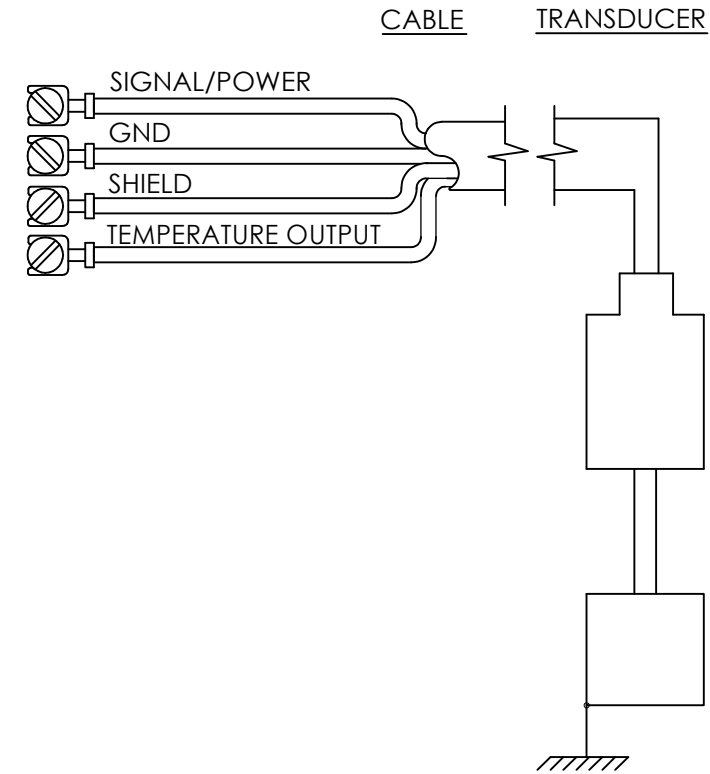 CABLE
TRANSDUCER
SIGNAL/POWER
GND
SHIELD
TEMPERATURE OUTPUT